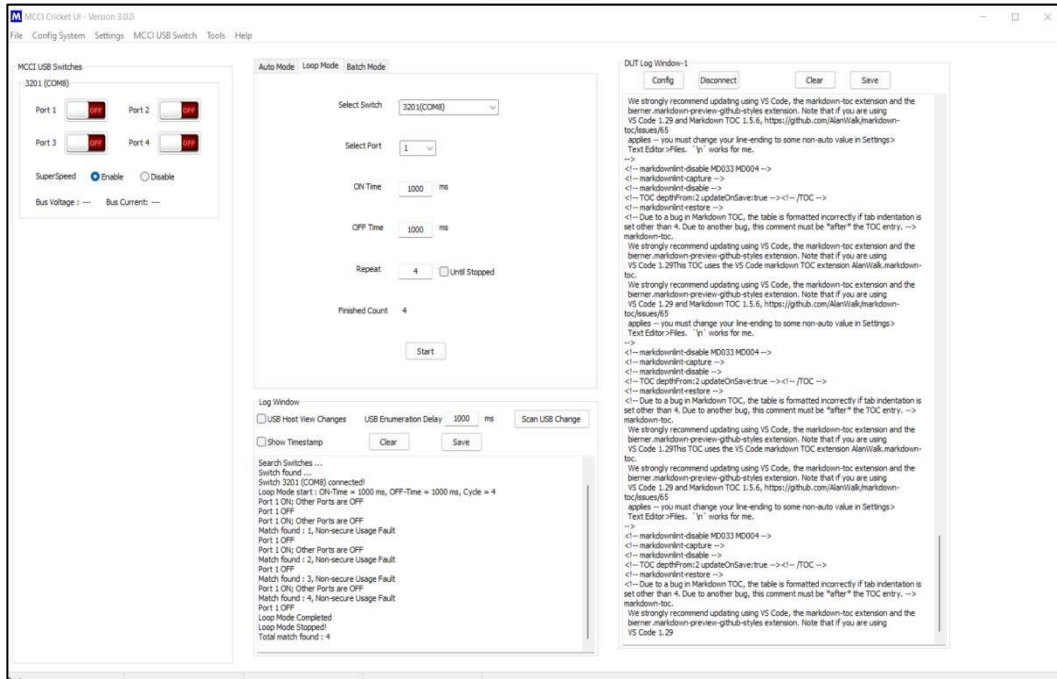 MCCI Cricket UI - Version 3.0.0
File Config System Settings MCCI USB Switch Tools Help
MCCI USB Switches
3201 (COM8)
Port 1 OFF Port 2 OFF
Port 3 OFF Port 4 OFF
SuperSpeed Enable Disable
Bus Voltage : --- Bus Current: ---
Auto Mode Loop Mode Batch Mode
Select Switch 3201(COM8)
Select Port 1
ON Time 1000 ms
OFF Time 1000 ms
Repeat 4 Until Stopped
Finished Count 4
Start
Log Window
USB Host View Changes USB Enumeration Delay 1000 ms Scan USB Change
Show Timestamp Clear Save
Search Switches ...
Switch found ...
Switch 3201 (COM8) connected!
Loop Mode start : ON-Time = 1000 ms, OFF-Time = 1000 ms, Cycle = 4
Port 1 ON; Other Ports are OFF
Port 1 OFF
Port 1 ON; Other Ports are OFF
Match found : 1, Non-secure Usage Fault
Port 1 OFF
Port 1 ON; Other Ports are OFF
Match found : 2, Non-secure Usage Fault
Port 1 OFF
Match found : 3, Non-secure Usage Fault
Port 1 ON; Other Ports are OFF
Match found : 4, Non-secure Usage Fault
Port 1 OFF
Loop Mode Completed
Loop Mode Stopped!
Total match found : 4
DUT Log Window-1
Config Disconnect Clear Save
We strongly recommend updating using VS Code, the markdown-toc extension and the
bierner.markdown-preview-github-styles extension. Note that if you are using
VS Code 1.29 and Markdown TOC 1.5.6, https://github.com/AlanWalk/markdown-
toc/issues/65
applies -- you must change your line-ending to some non-auto value in Settings>
Text Editor>Files. `\n` works for me.
-->
<!-- markdownlint-disable MD033 MD004 -->
<!-- markdownlint-capture -->
<!-- markdownlint-disable -->
<!-- TOC depthFrom:2 updateOnSave:true --><!-- /TOC -->
<!-- markdownlint-restore -->
<!-- Due to a bug in Markdown TOC, the table is formatted incorrectly if tab indentation is
set other than 4. Due to another bug, this comment must be *after* the TOC entry. -->
markdown-toc.
We strongly recommend updating using VS Code, the markdown-toc extension and the
bierner.markdown-preview-github-styles extension. Note that if you are using
VS Code 1.29This TOC uses the VS Code markdown TOC extension AlanWalk.markdown-
toc.
We strongly recommend updating using VS Code, the markdown-toc extension and the
bierner.markdown-preview-github-styles extension. Note that if you are using
VS Code 1.29 and Markdown TOC 1.5.6, https://github.com/AlanWalk/markdown-
toc/issues/65
applies -- you must change your line-ending to some non-auto value in Settings>
Text Editor>Files. `\n` works for me.
-->
<!-- markdownlint-disable MD033 MD004 -->
<!-- markdownlint-capture -->
<!-- markdownlint-disable -->
<!-- TOC depthFrom:2 updateOnSave:true --><!-- /TOC -->
<!-- markdownlint-restore -->
<!-- Due to a bug in Markdown TOC, the table is formatted incorrectly if tab indentation is
set other than 4. Due to another bug, this comment must be *after* the TOC entry. -->
markdown-toc.
We strongly recommend updating using VS Code, the markdown-toc extension and the
bierner.markdown-preview-github-styles extension. Note that if you are using
VS Code 1.29This TOC uses the VS Code markdown TOC extension AlanWalk.markdown-
toc.
We strongly recommend updating using VS Code, the markdown-toc extension and the
bierner.markdown-preview-github-styles extension. Note that if you are using
VS Code 1.29 and Markdown TOC 1.5.6, https://github.com/AlanWalk/markdown-
toc/issues/65
applies -- you must change your line-ending to some non-auto value in Settings>
Text Editor>Files. `\n` works for me.
-->
<!-- markdownlint-disable MD033 MD004 -->
<!-- markdownlint-capture -->
<!-- markdownlint-disable -->
<!-- TOC depthFrom:2 updateOnSave:true --><!-- /TOC -->
<!-- markdownlint-restore -->
<!-- Due to a bug in Markdown TOC, the table is formatted incorrectly if tab indentation is
set other than 4. Due to another bug, this comment must be *after* the TOC entry. -->
markdown-toc.
We strongly recommend updating using VS Code, the markdown-toc extension and the
bierner.markdown-preview-github-styles extension. Note that if you are using
VS Code 1.29